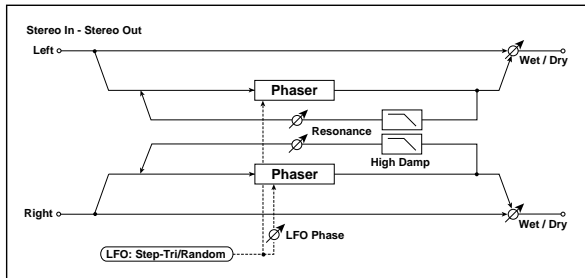 Stereo In - Stereo Out
Left
Wet / Dry
Phaser
Resonance
High Damp
Phaser
Right
Wet / Dry
LFO Phase
LFO: Step-Tri/Random